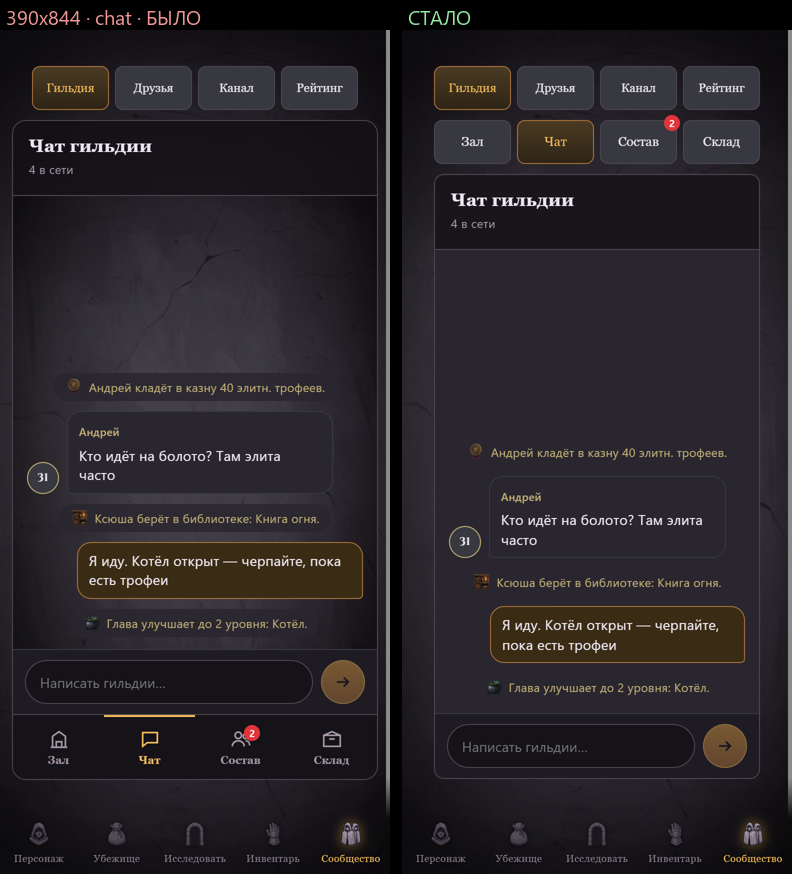 390x844 · chat · БЫЛО
Гильдия Друзья Канал Рейтинг
Чат гильдии
4 в сети
Андрей кладёт в казну 40 элитн. трофеев.
Андрей
Кто идёт на болото? Там элита
часто
31
Ксюша берёт в библиотеке: Книга огня.
Я иду. Котёл открыт — черпайте, пока
есть трофеи
Глава улучшает до 2 уровня: Котёл.
Написать гильдии...
2
Зал Чат Состав Склад
Персонаж Убежище Исследовать Инвентарь Сообщество
СТАЛО
Гильдия Друзья Канал Рейтинг
2
Зал Чат Состав Склад
Чат гильдии
4 в сети
Андрей кладёт в казну 40 элитн. трофеев.
Андрей
Кто идёт на болото? Там элита
часто
31
Ксюша берёт в библиотеке: Книга огня.
Я иду. Котёл открыт — черпайте,
пока есть трофеи
Глава улучшает до 2 уровня: Котёл.
Написать гильдии...
Персонаж Убежище Исследовать Инвентарь Сообщество